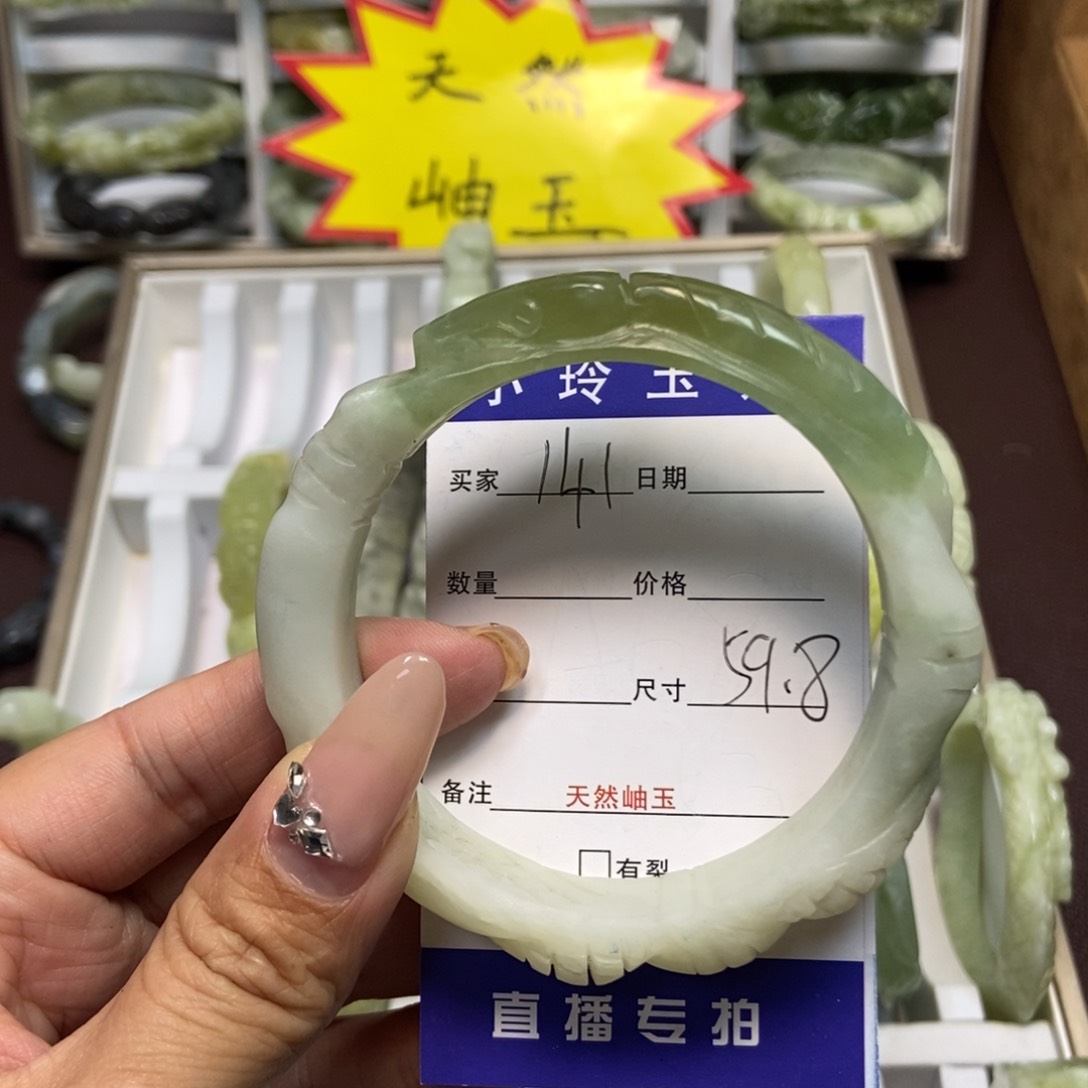 天然
岫玉
小玲玉
买家 141 日期
数量 价格
尺寸 59.8
备注 天然岫玉
□有裂
直播专拍